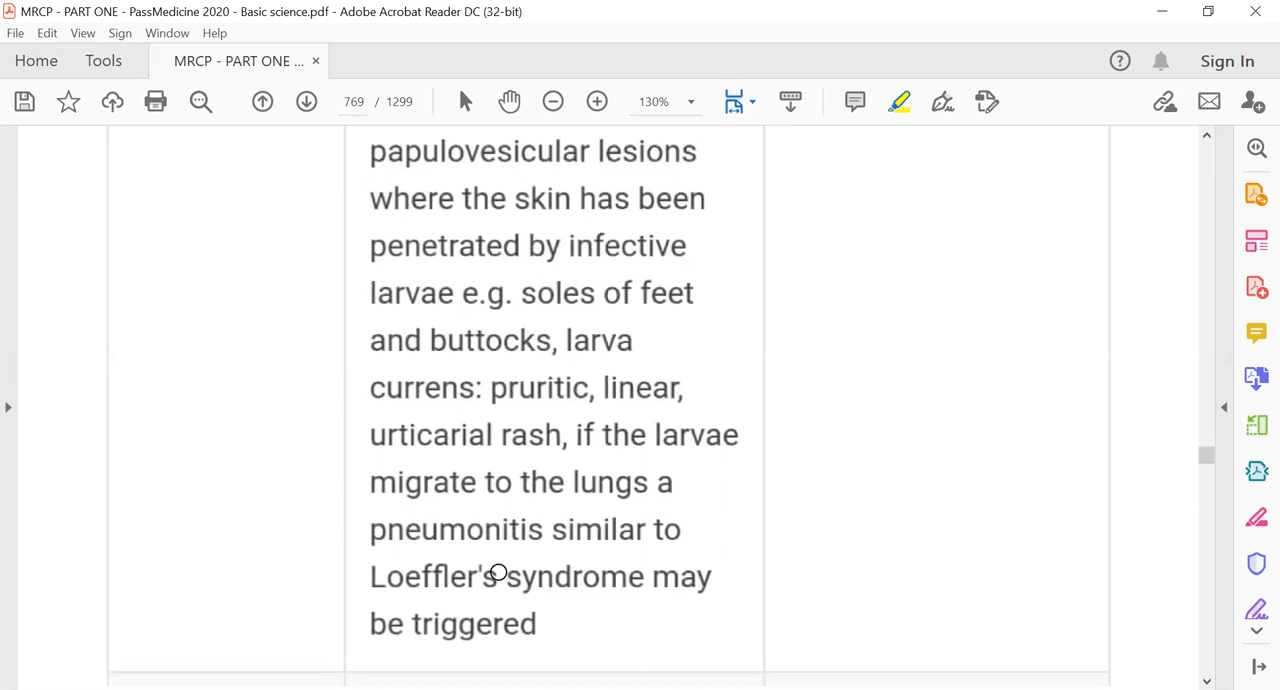 MRCP - PART ONE - PassMedicine 2020 - Basic science.pdf - Adobe Acrobat Reader DC (32-bit)
File Edit View Sign Window Help
Home Tools MRCP - PART ONE ... ×
Sign In
769 / 1299 130%
papulovesicular lesions
where the skin has been
penetrated by infective
larvae e.g. soles of feet
and buttocks, larva
currens: pruritic, linear,
urticarial rash, if the larvae
migrate to the lungs a
pneumonitis similar to
Loeffler's syndrome may
be triggered